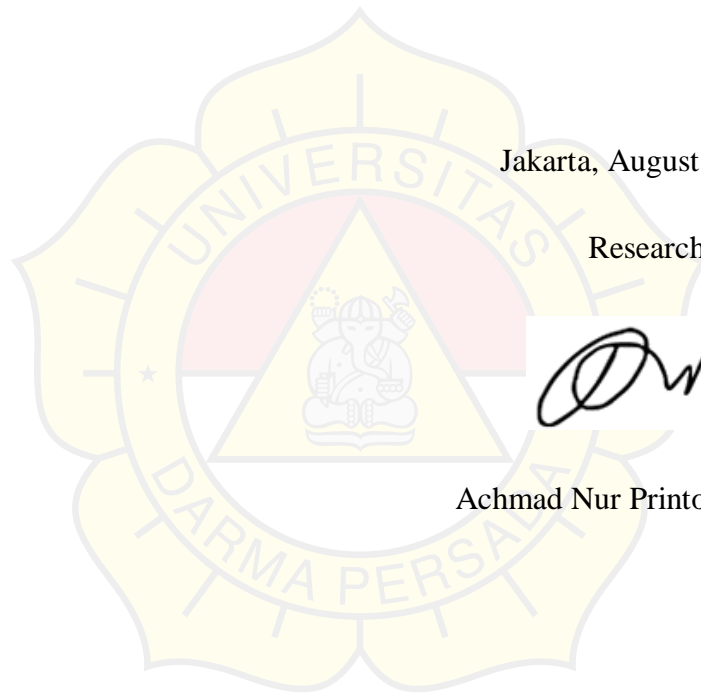 Jakarta, August
UNIVERSITAS
Research
Achmad Nur Printo
DARMA PERSADA